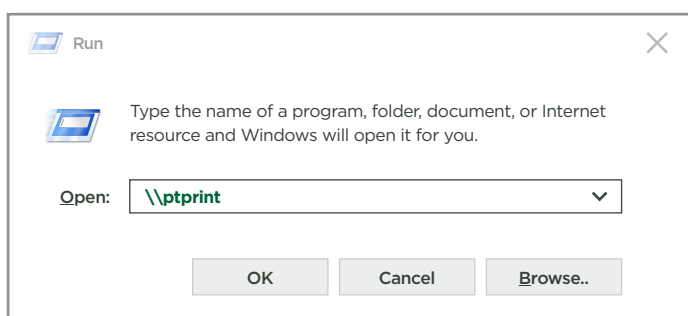 Run
Type the name of a program, folder, document, or Internet
resource and Windows will open it for you.
Open: \\ptprint
OK Cancel Browse..